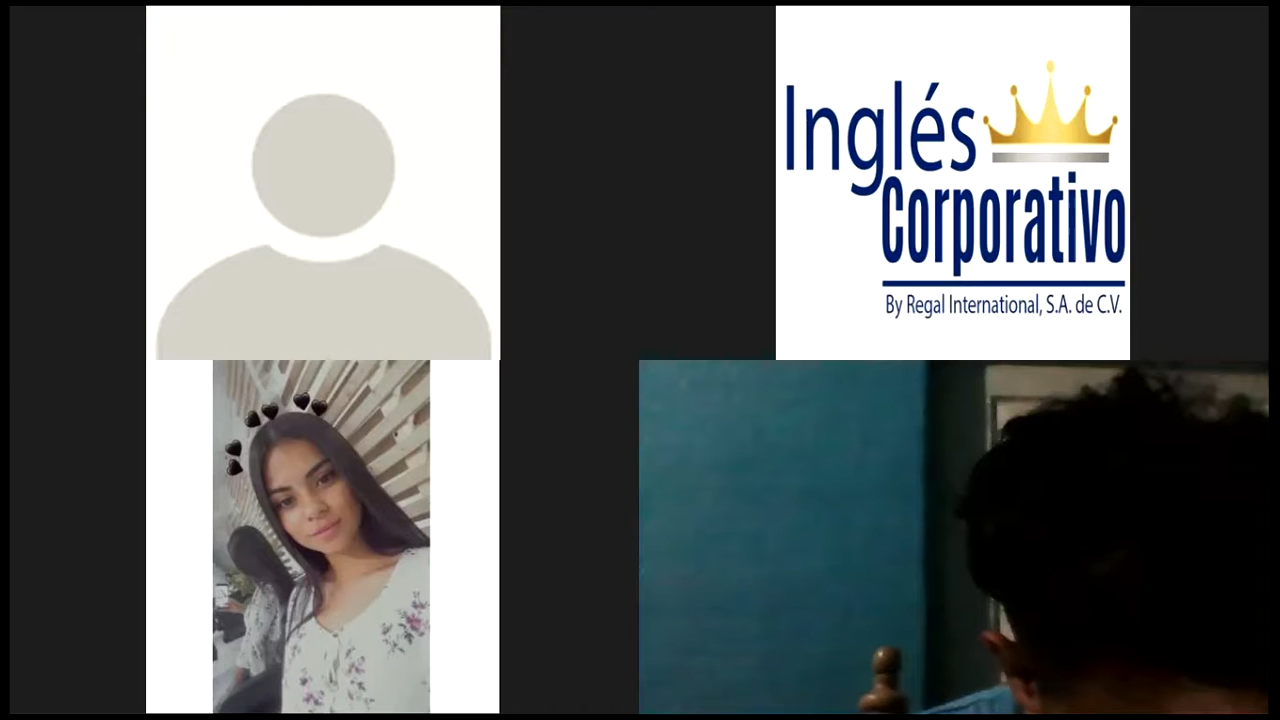 Inglés
Corporativo
By Regal International, S.A. de C.V.